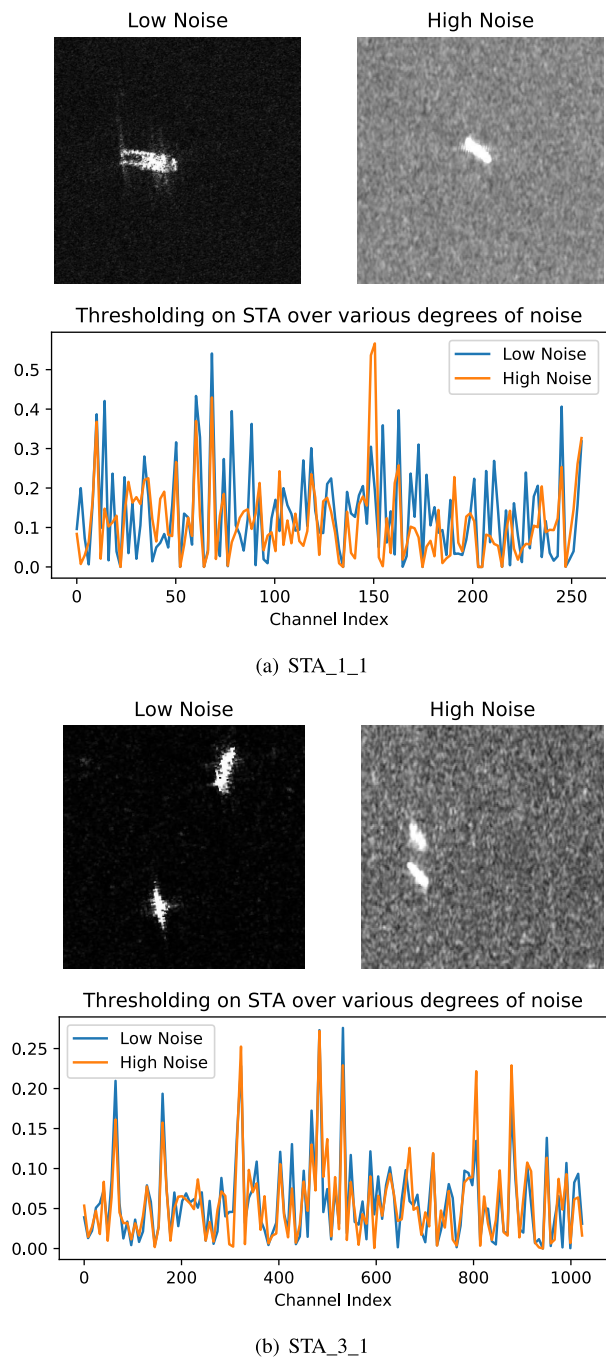 Low Noise High Noise
Thresholding on STA over various degrees of noise
Low Noise
High Noise
0.5
0.4
0.3
0.2
0.1
0.0
0 50 100 150 200 250
Channel Index
(a) STA_1_1
Low Noise High Noise
Thresholding on STA over various degrees of noise
Low Noise
High Noise
0.25
0.20
0.15
0.10
0.05
0.00
0 200 400 600 800 1000
Channel Index
(b) STA_3_1